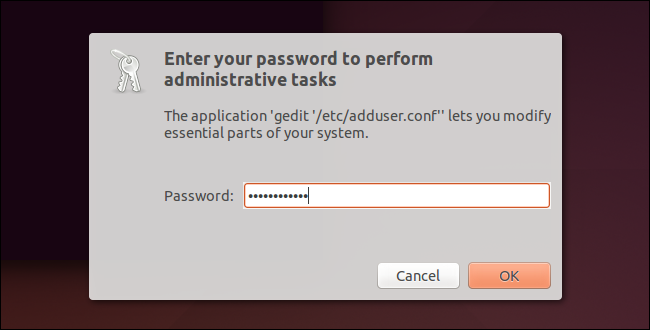 Enter your password to perform
administrative tasks
The application 'gedit '/etc/adduser.conf'' lets you modify
essential parts of your system.
Password: ••••••••••••
Cancel OK